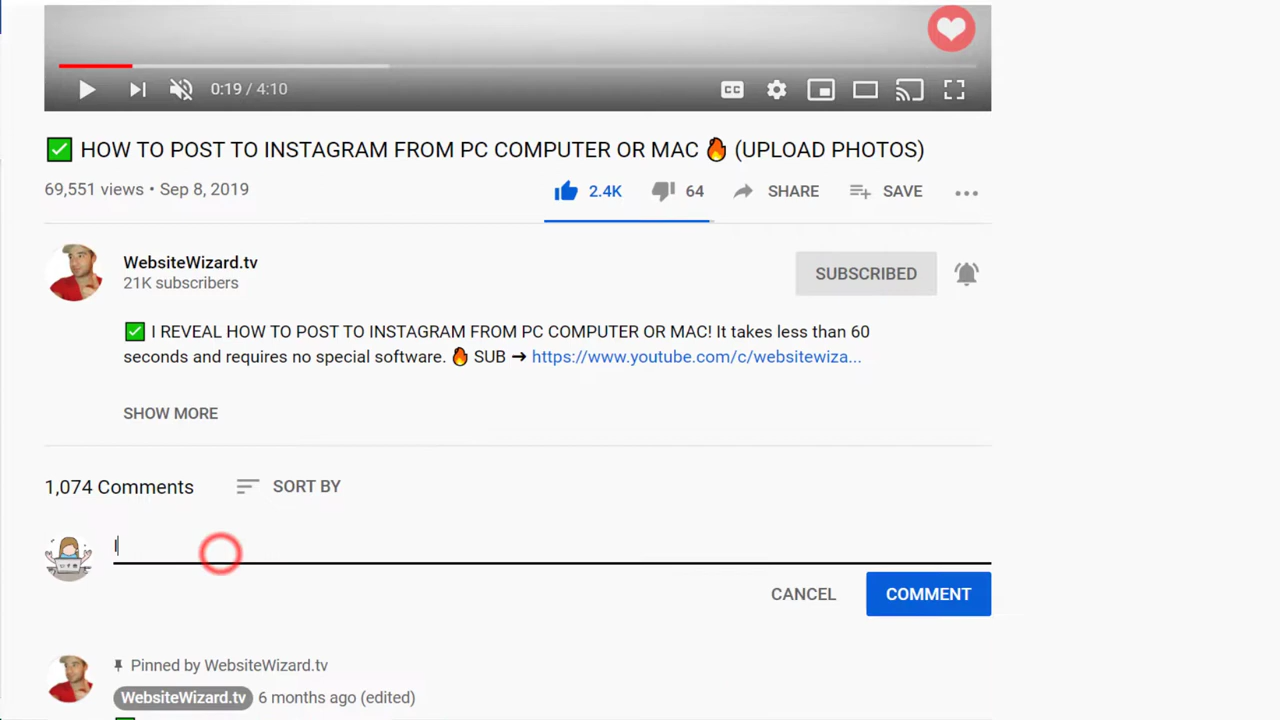 0:19 / 4:10
CC
✅ HOW TO POST TO INSTAGRAM FROM PC COMPUTER OR MAC 🔥 (UPLOAD PHOTOS)
69,551 views • Sep 8, 2019
2.4K
64
SHARE
SAVE
WebsiteWizard.tv
21K subscribers
SUBSCRIBED
✅ I REVEAL HOW TO POST TO INSTAGRAM FROM PC COMPUTER OR MAC! It takes less than 60
seconds and requires no special software. 🔥 SUB ➞ https://www.youtube.com/c/websitewiza...
SHOW MORE
1,074 Comments
SORT BY
I
CANCEL
COMMENT
Pinned by WebsiteWizard.tv
WebsiteWizard.tv 6 months ago (edited)